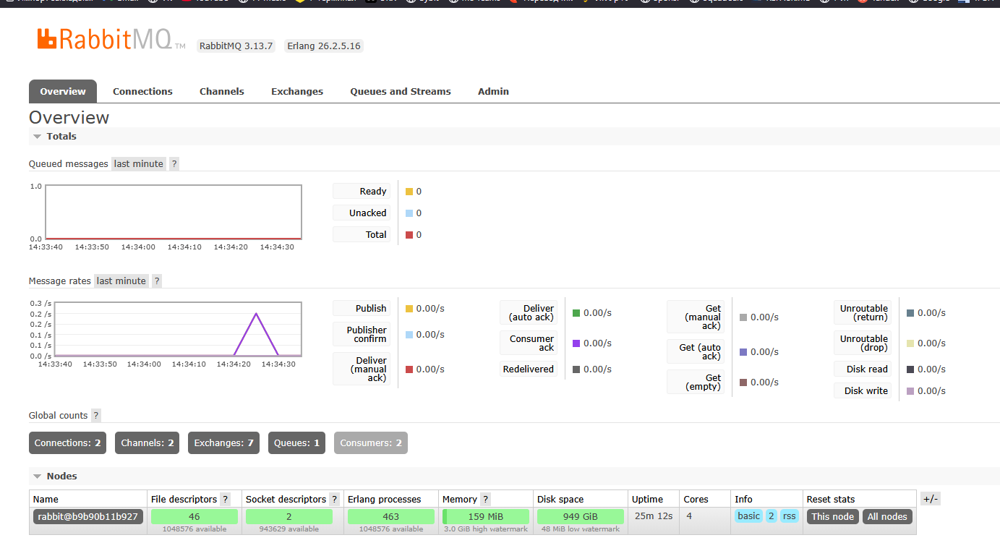 RabbitMQ TM RabbitMQ 3.13.7 Erlang 26.2.5.16
Overview Connections Channels Exchanges Queues and Streams Admin
Overview
Totals
Queued messages last minute ?
1.0
0.0
14:33:40 14:33:50 14:34:00 14:34:10 14:34:20 14:34:30
Ready 0
Unacked 0
Total 0
Message rates last minute ?
0.3 /s
0.2 /s
0.2 /s
0.1 /s
0.1 /s
0.0 /s
14:33:40 14:33:50 14:34:00 14:34:10 14:34:20 14:34:30
Publish 0.00/s
Publisher
confirm 0.00/s
Deliver
(manual
ack) 0.00/s
Deliver
(auto ack) 0.00/s
Consumer
ack 0.00/s
Redelivered 0.00/s
Get
(manual
ack) 0.00/s
Get (auto
ack) 0.00/s
Get
(empty) 0.00/s
Unroutable
(return) 0.00/s
Unroutable
(drop) 0.00/s
Disk read 0.00/s
Disk write 0.00/s
Global counts ?
Connections: 2 Channels: 2 Exchanges: 7 Queues: 1 Consumers: 2
Nodes
Name File descriptors ? Socket descriptors ? Erlang processes Memory ? Disk space Uptime Cores Info Reset stats +/-
rabbit@b9b90b11b927 46 2 463 159 MiB 949 GiB 25m 12s 4 basic 2 rss This node All nodes
1048576 available 943629 available 1048576 available 3.0 GiB high watermark 48 MiB low watermark